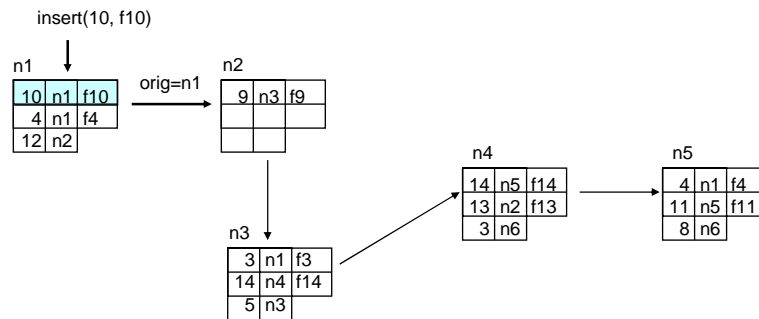 insert(10, f10)
n1
10 n1 f10
4 n1 f4
12 n2
orig=n1
n2
9 n3 f9
n3
3 n1 f3
14 n4 f14
5 n3
n4
14 n5 f14
13 n2 f13
3 n6
n5
4 n1 f4
11 n5 f11
8 n6